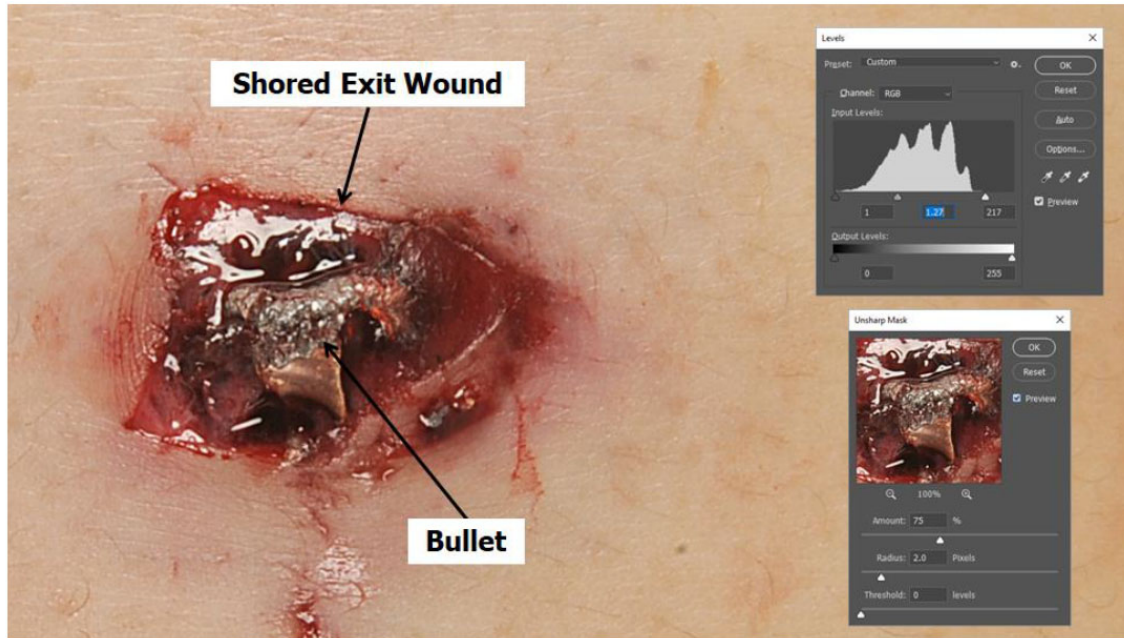 Shored Exit Wound
Bullet
Levels
Preset: Custom
OK
Channel: RGB
Reset
Input Levels:
Auto
Options...
Preview
1 1.27 217
Output Levels:
0 255
Unsharp Mask
OK
Reset
Preview
100%
Amount: 75 %
Radius: 2.0 Pixels
Threshold: 0 levels